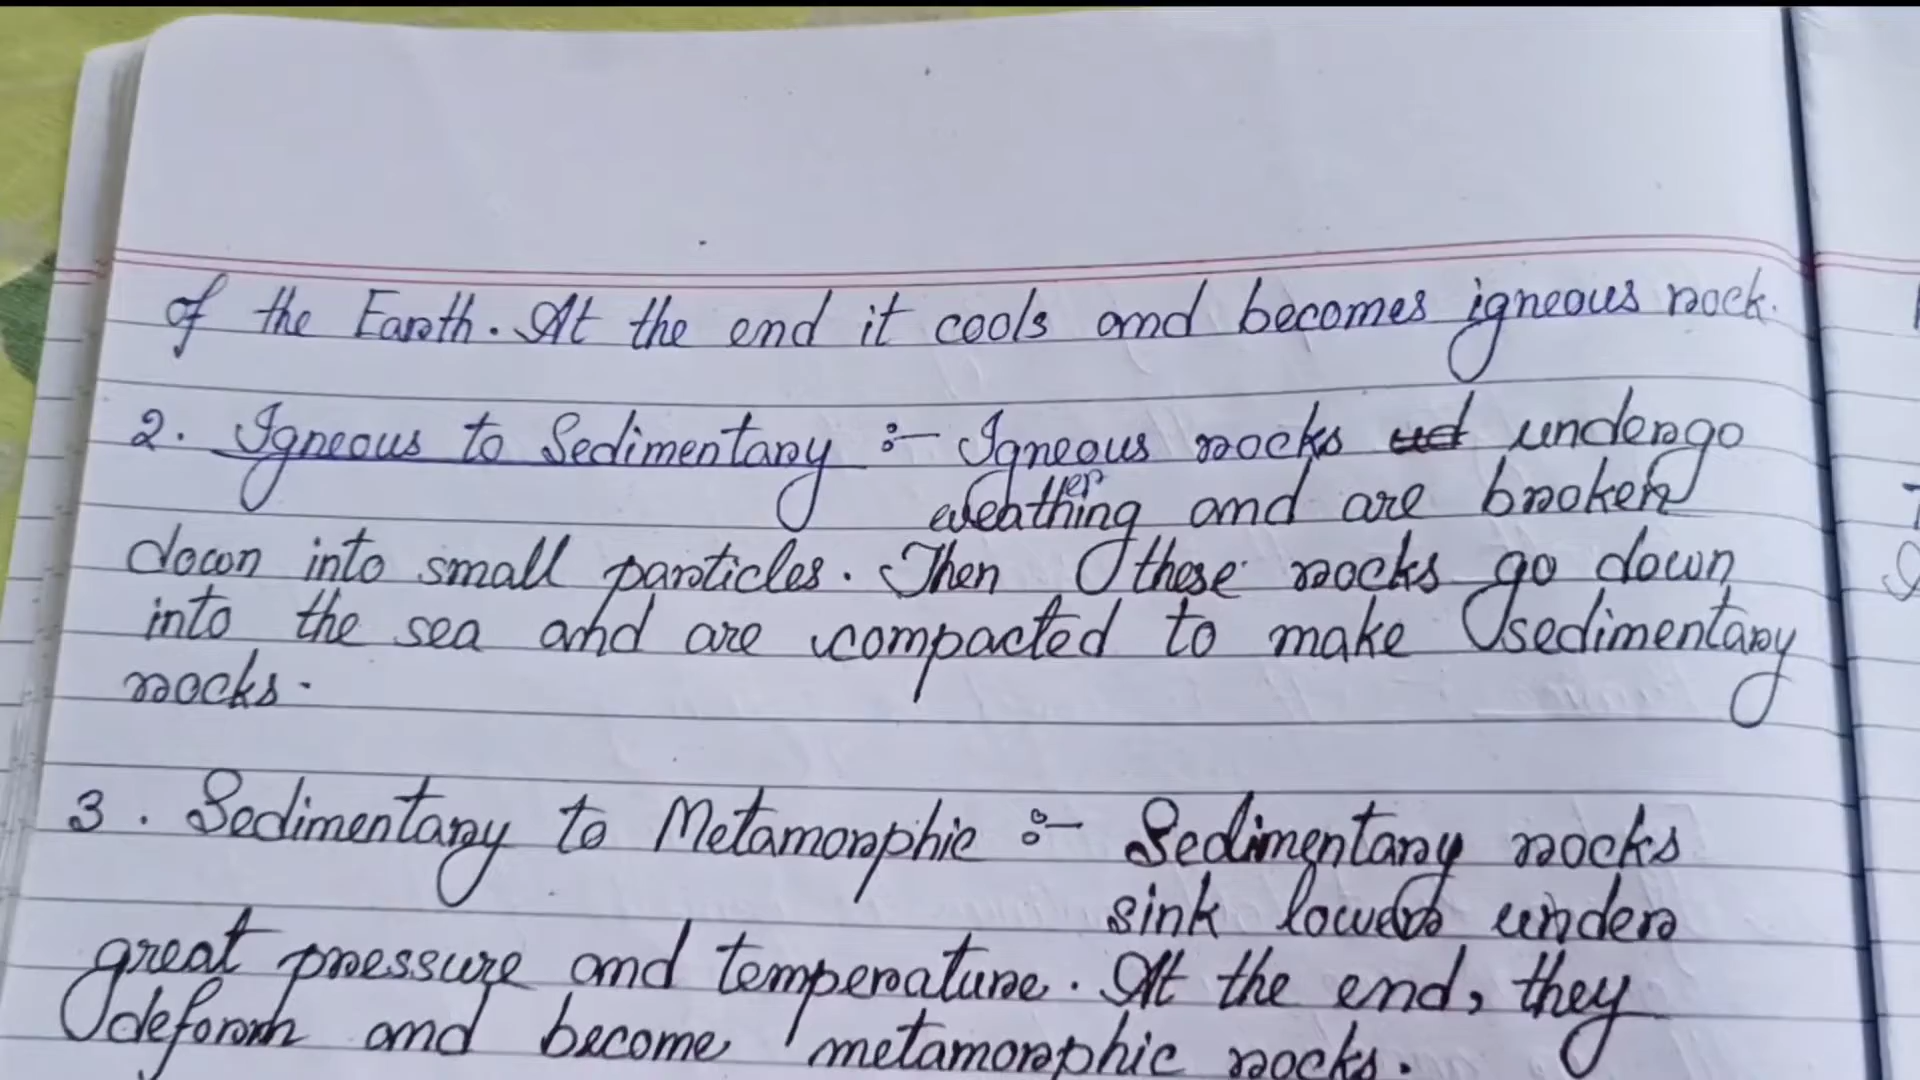 of the Earth. At the end it cools and becomes igneous rock.
2. Igneous to Sedimentary :- Igneous rocks undergo
weathering and are broken
down into small particles. Then these rocks go down
into the sea and are compacted to make sedimentary
rocks.
3. Sedimentary to Metamorphic :- Sedimentary rocks
sink lower under
great pressure and temperature. At the end, they
deform and become metamorphic rocks.